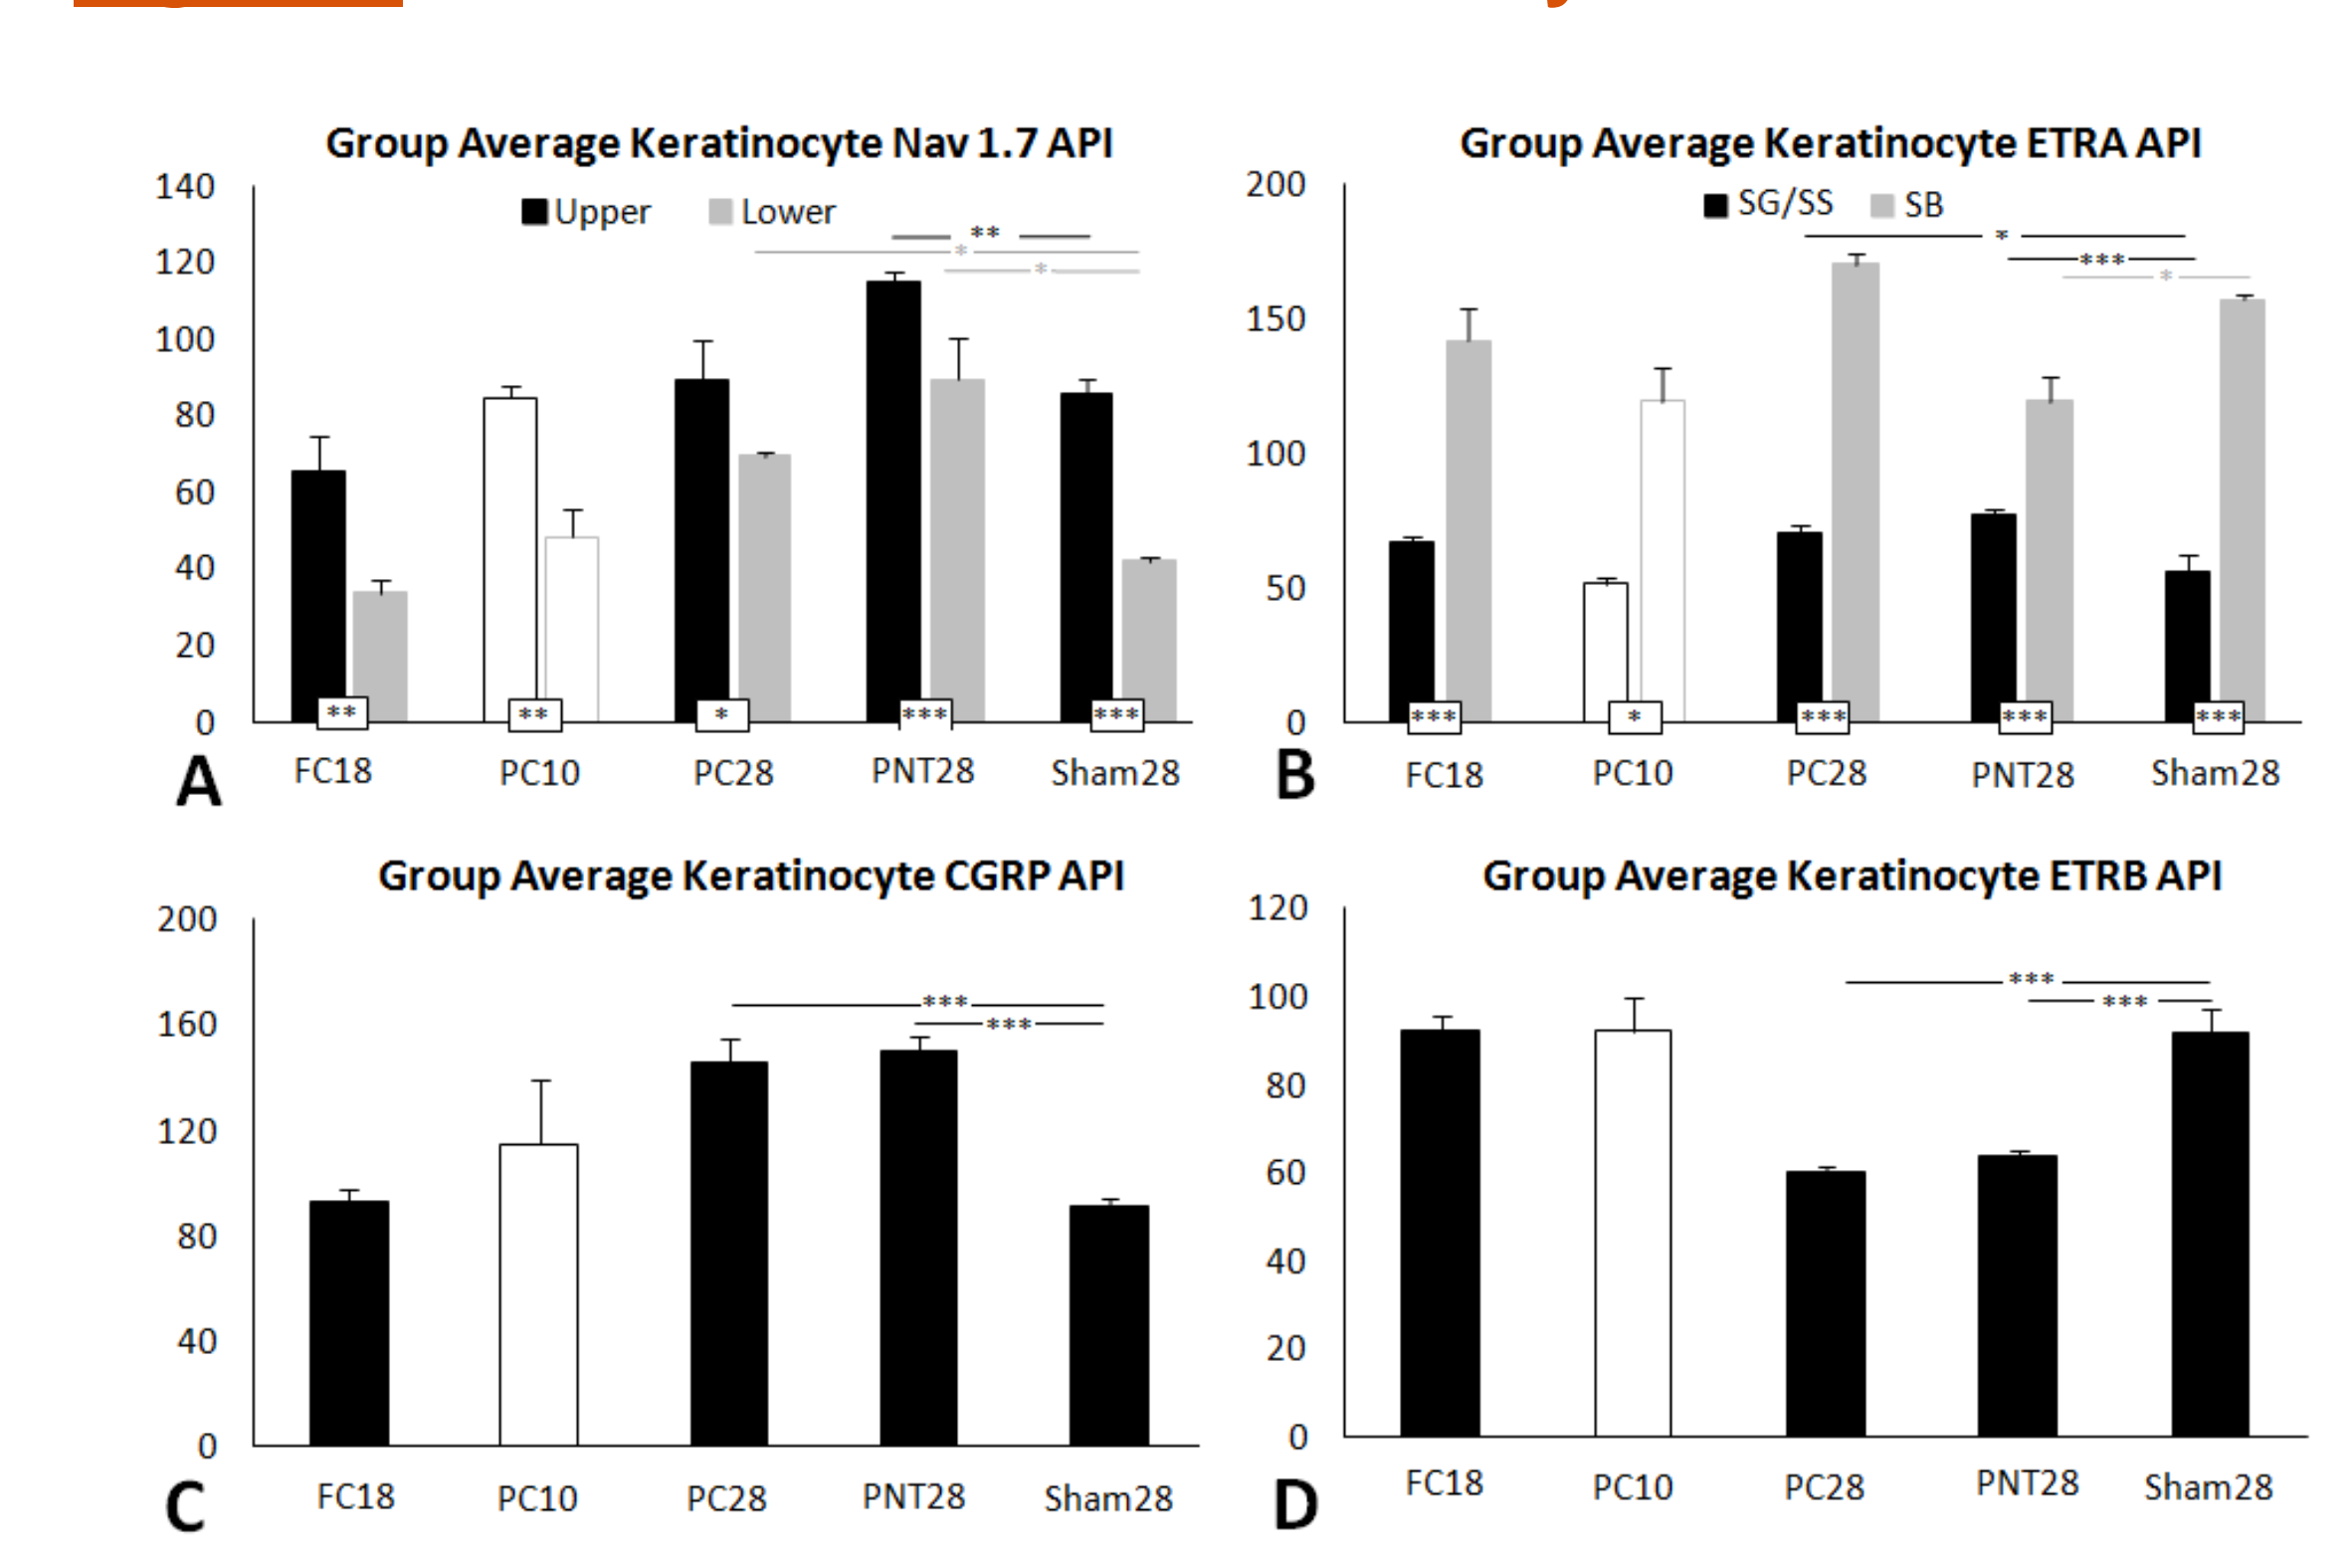 Group Average Keratinocyte Nav 1.7 API
Upper Lower
140
120
100
80
60
40
20
0
**
*
*
** ** * *** ***
FC18 PC10 PC28 PNT28 Sham28
A
Group Average Keratinocyte ETRA API
SG/SS SB
200
150
100
50
0
*
***
*
*** * *** *** ***
FC18 PC10 PC28 PNT28 Sham28
B
Group Average Keratinocyte CGRP API
200
160
120
80
40
0
***
***
FC18 PC10 PC28 PNT28 Sham28
C
Group Average Keratinocyte ETRB API
120
100
80
60
40
20
0
***
***
FC18 PC10 PC28 PNT28 Sham28
D